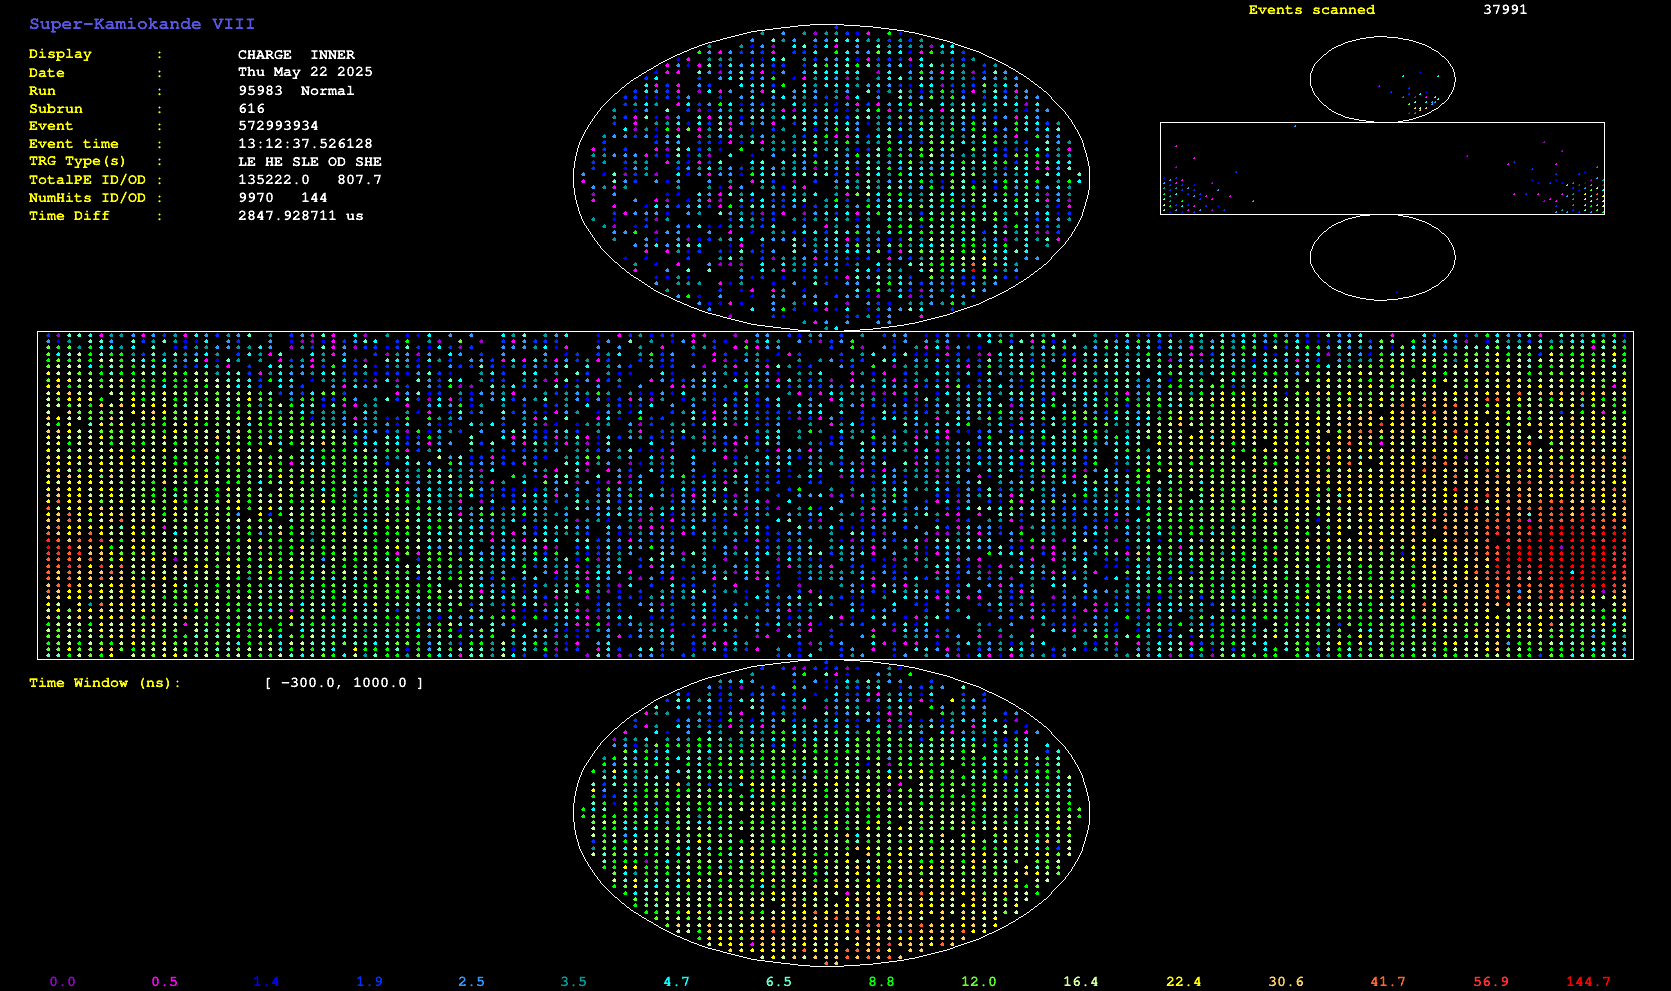 Super-Kamiokande VIII
Events scanned 37991
Display : CHARGE INNER
Date : Thu May 22 2025
Run : 95983 Normal
Subrun : 616
Event : 572993934
Event time : 13:12:37.526128
TRG Type(s) : LE HE SLE OD SHE
TotalPE ID/OD : 135222.0 807.7
NumHits ID/OD : 9970 144
Time Diff : 2847.928711 us
Time Window (ns): [ -300.0, 1000.0 ]
0.0 0.5 1.4 1.9 2.5 3.5 4.7 6.5 8.8 12.0 16.4 22.4 30.6 41.7 56.9 144.7